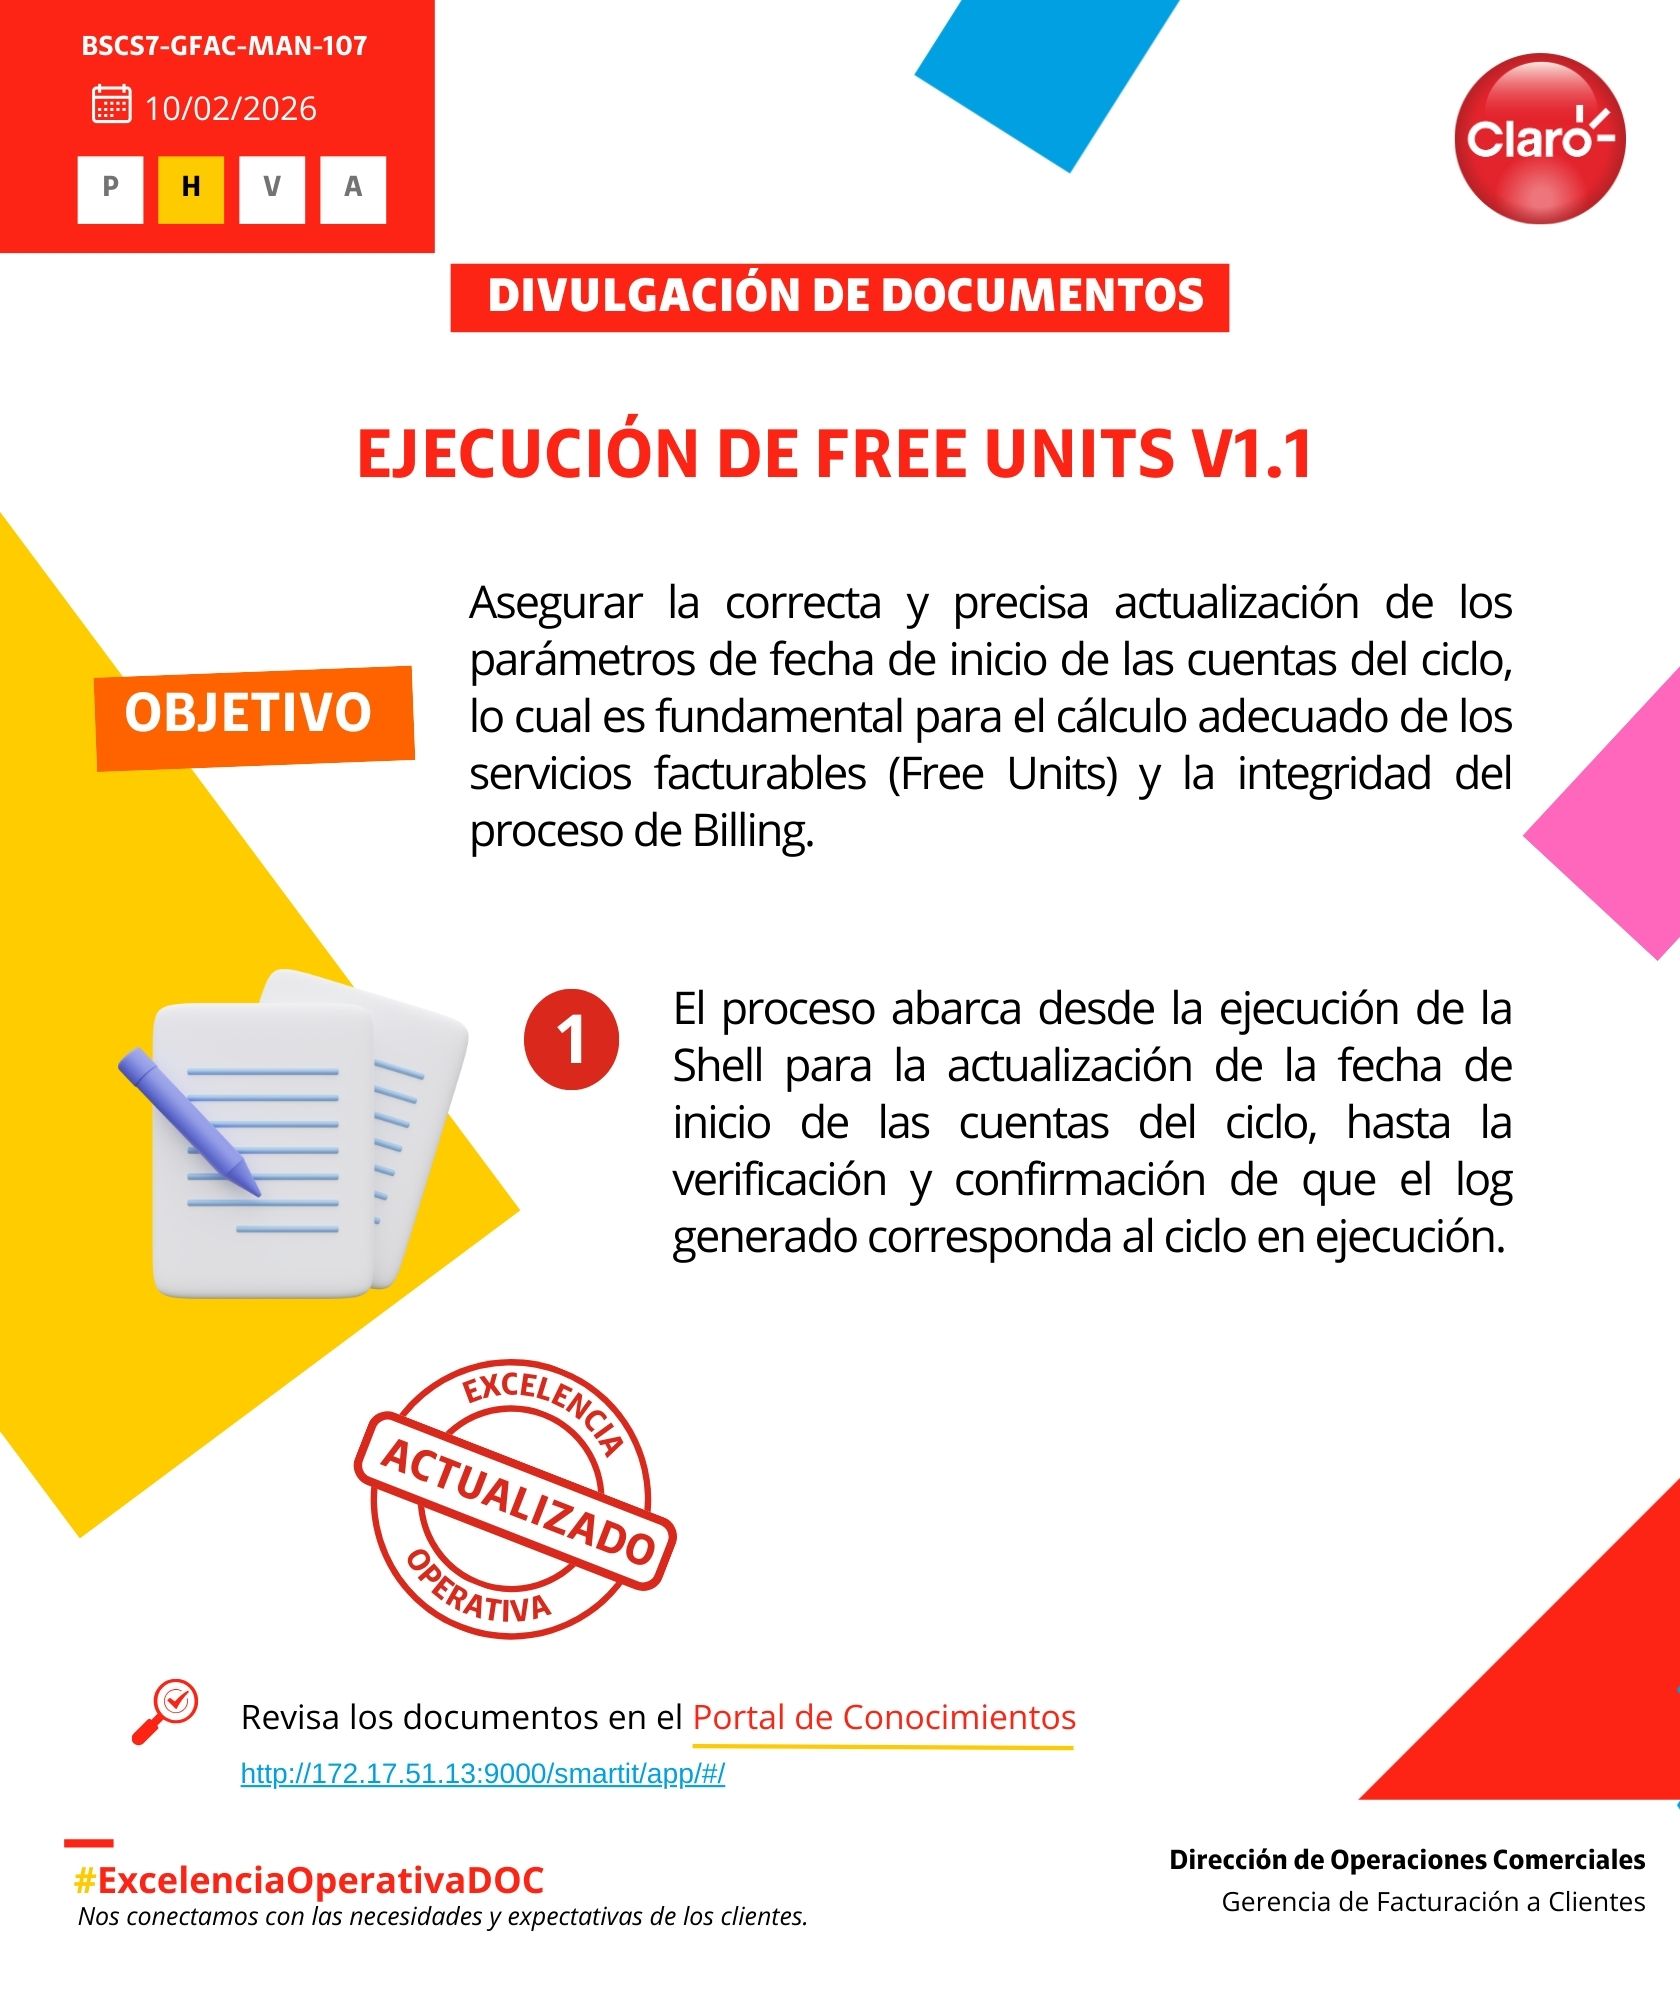 BSCS7-GFAC-MAN-107
10/02/2026
P H V A
Claro
DIVULGACIÓN DE DOCUMENTOS
EJECUCIÓN DE FREE UNITS V1.1
OBJETIVO
Asegurar la correcta y precisa actualización de los
parámetros de fecha de inicio de las cuentas del ciclo,
lo cual es fundamental para el cálculo adecuado de los
servicios facturables (Free Units) y la integridad del
proceso de Billing.
1
El proceso abarca desde la ejecución de la
Shell para la actualización de la fecha de
inicio de las cuentas del ciclo, hasta la
verificación y confirmación de que el log
generado corresponda al ciclo en ejecución.
EXCELENCIA
ACTUALIZADO
OPERATIVA
Revisa los documentos en el Portal de Conocimientos
http://172.17.51.13:9000/smartit/app/#/
#ExcelenciaOperativaDOC
Nos conectamos con las necesidades y expectativas de los clientes.
Dirección de Operaciones Comerciales
Gerencia de Facturación a Clientes